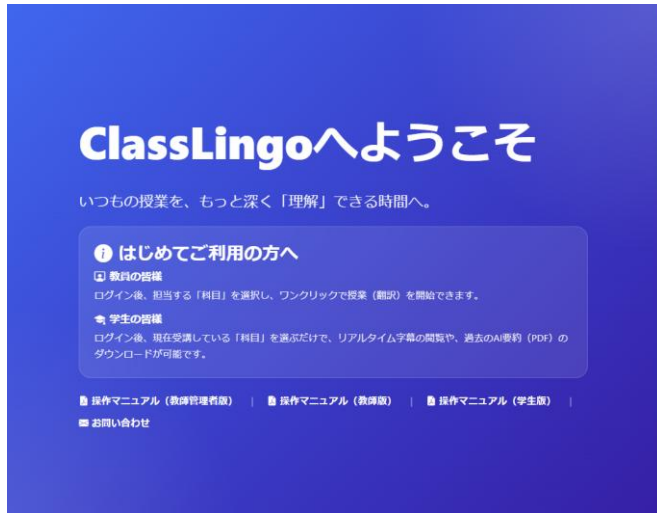 ClassLingoへようこそ
いつもの授業を、もっと深く「理解」できる時間へ。
はじめてご利用の方へ
教員の皆様
ログイン後、担当する「科目」を選択し、ワンクリックで授業（翻訳）を開始できます。
学生の皆様
ログイン後、現在受講している「科目」を選ぶだけで、リアルタイム字幕の閲覧や、過去のAI要約（PDF）の
ダウンロードが可能です。
操作マニュアル（教師管理者版） | 操作マニュアル（教師版） | 操作マニュアル（学生版） |
お問い合わせ